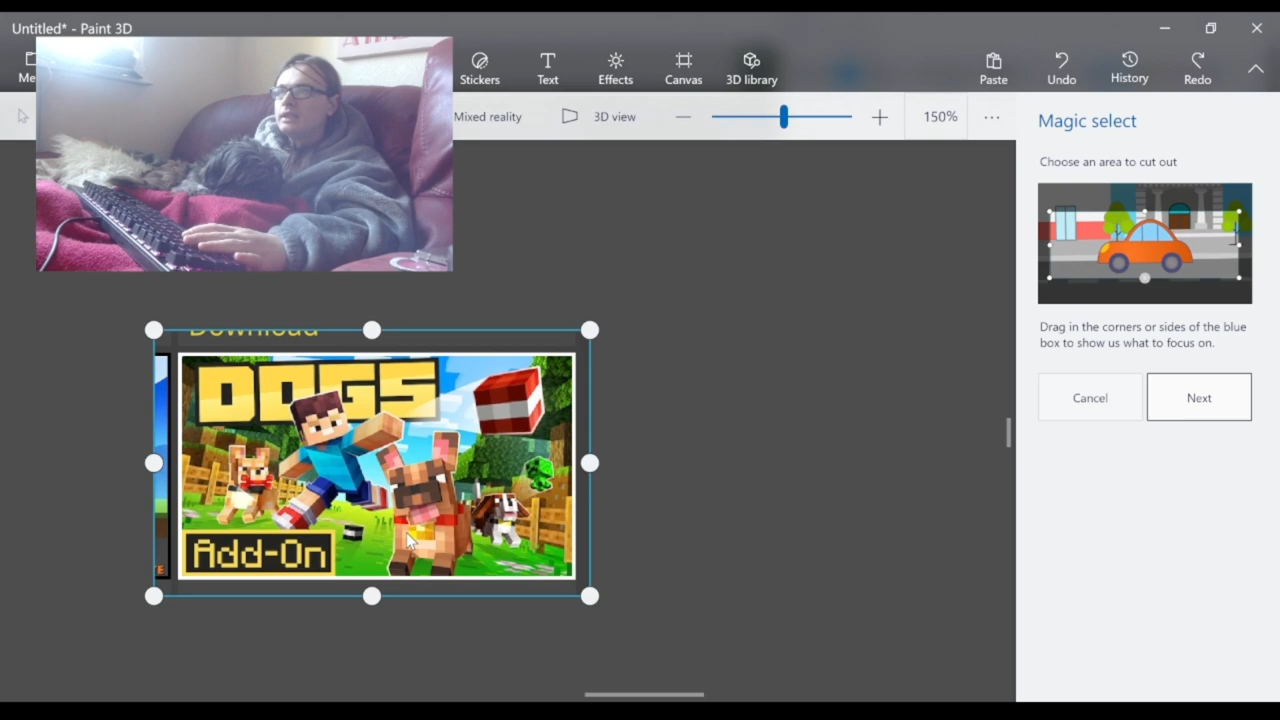 Untitled* - Paint 3D
Me
Stickers
Text
Effects
Canvas
3D library
Paste
Undo
History
Redo
Mixed reality
3D view
150%
Magic select
Choose an area to cut out
Drag in the corners or sides of the blue
box to show us what to focus on.
Cancel
Next
Download
DOGS
Add-On